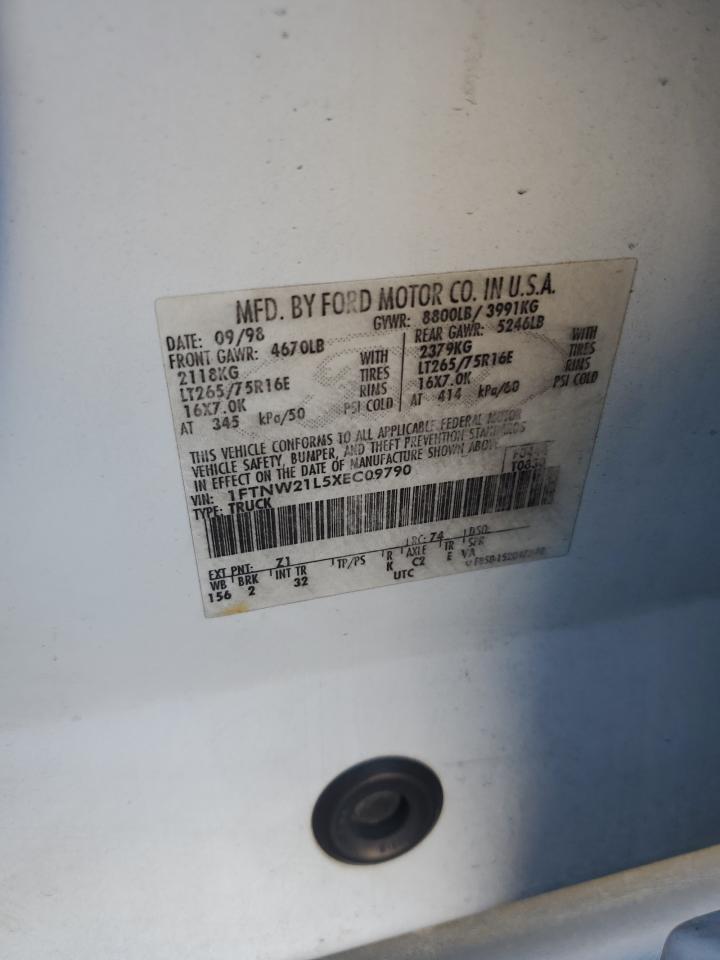 MFD. BY FORD MOTOR CO. IN U.S.A.
DATE: 09/98 GVWR: 8800LB/ 3991KG
FRONT GAWR: 4670LB REAR GAWR: 5246LB
2118KG WITH 2379KG WITH
LT265/75R16E TIRES LT265/75R16E TIRES
16X7.0K RIMS 16X7.0K RIMS
AT 345 kPa/50 PSI COLD AT 414 kPa/60 PSI COLD
THIS VEHICLE CONFORMS TO ALL APPLICABLE FEDERAL MOTOR
VEHICLE SAFETY, BUMPER, AND THEFT PREVENTION STANDARDS
IN EFFECT ON THE DATE OF MANUFACTURE SHOWN ABOVE.
VIN: 1FTNW21L5XEC09790
TYPE: TRUCK
EXT PNT: Z1 RC: 74 DSO:
WB BRK INT TR TP/PS R AXLE TR SPR
156 2 32 K C2 E VA
UTC